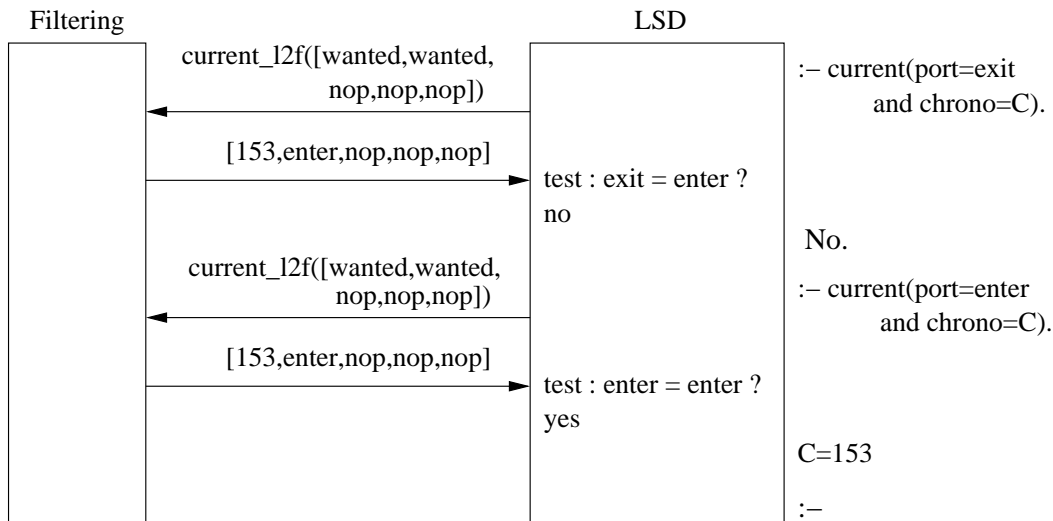 Filtering
LSD
current_l2f([wanted,wanted,
nop,nop,nop])
:− current(port=exit
and chrono=C).
[153,enter,nop,nop,nop]
test : exit = enter ?
no
No.
current_l2f([wanted,wanted,
nop,nop,nop])
:− current(port=enter
and chrono=C).
[153,enter,nop,nop,nop]
test : enter = enter ?
yes
C=153
:−